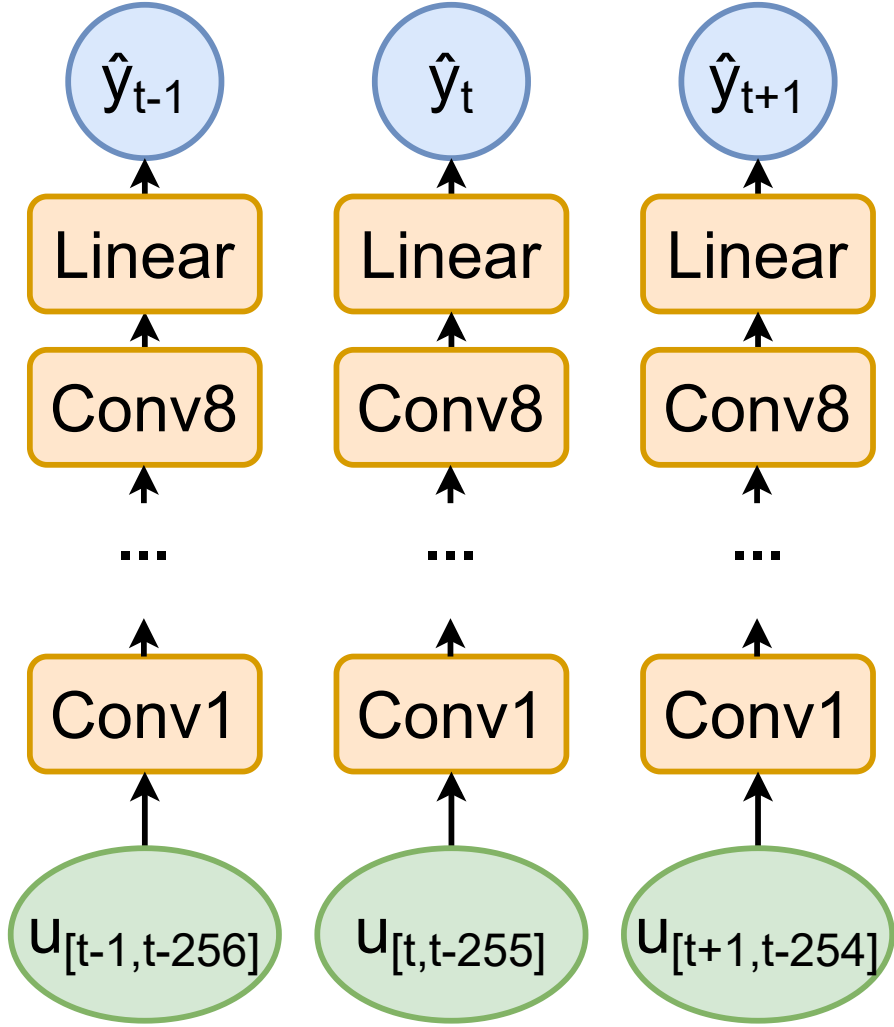 ŷt-1 ŷt ŷt+1
Linear Linear Linear
Conv8 Conv8 Conv8
... ... ...
Conv1 Conv1 Conv1
u[t-1,t-256] u[t,t-255] u[t+1,t-254]